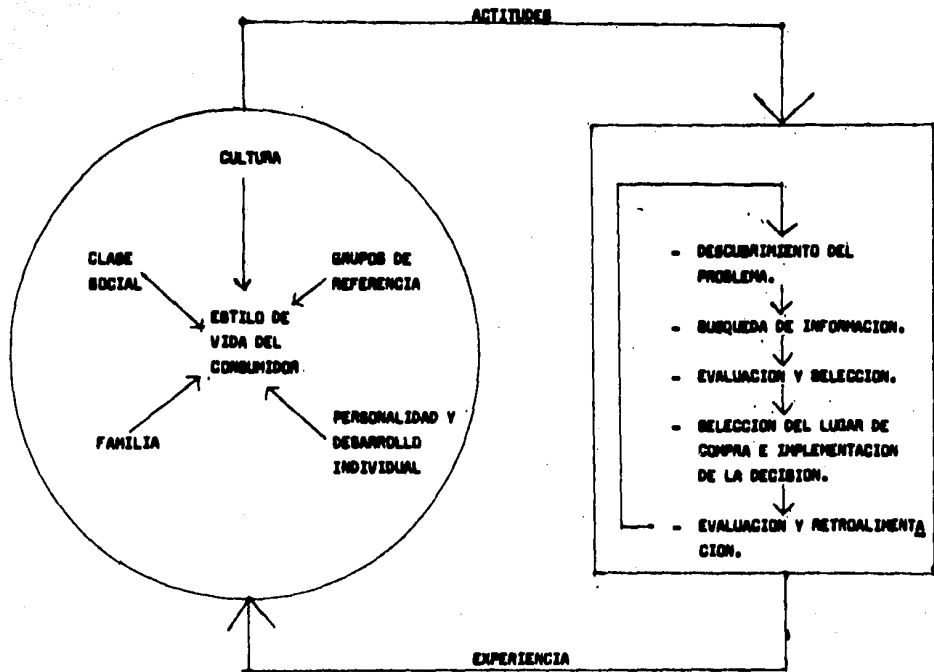 ACTITUDES
CULTURA
CLASE
SOCIAL
GRUPOS DE
REFERENCIA
ESTILO DE
VIDA DEL
CONSUMIDOR
FAMILIA
PERSONALIDAD Y
DESARROLLO
INDIVIDUAL
- DESCUBRIMIENTO DEL
PROBLEMA.
- BUSQUEDA DE INFORMACION.
- EVALUACION Y SELECCION.
- SELECCION DEL LUGAR DE
COMPRA E IMPLEMENTACION
DE LA DECISION.
- EVALUACION Y RETROALIMENTA
CION.
EXPERIENCIA